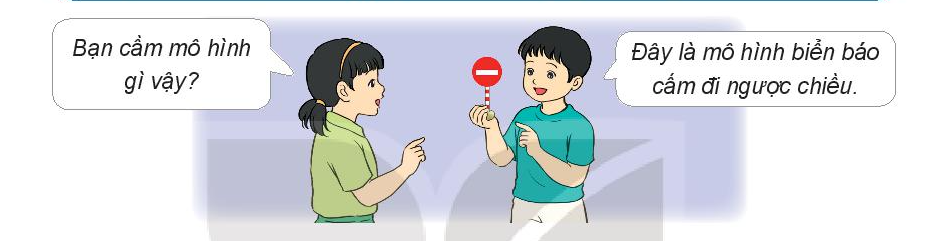 Bạn cầm mô hình
gì vậy?
Đây là mô hình biển báo
cấm đi ngược chiều.